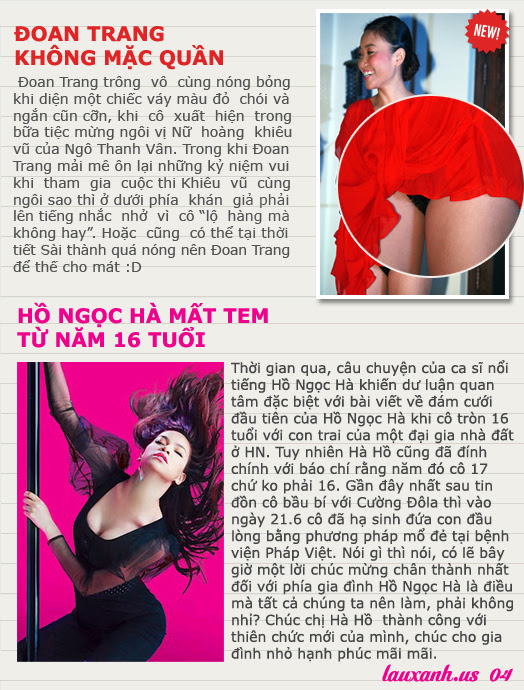 ĐOAN TRANG
KHÔNG MẶC QUẦN
NEW!
Đoan Trang trông vô cùng nóng bỏng
khi diện một chiếc váy màu đỏ chói và
ngắn cũn cỡn, khi cô xuất hiện trong
bữa tiệc mừng ngôi vị Nữ hoàng khiêu
vũ của Ngô Thanh Vân. Trong khi Đoan
Trang mải mê ôn lại những kỷ niệm vui
khi tham gia cuộc thi Khiêu vũ cùng
ngôi sao thì ở dưới phía khán giả phải
lên tiếng nhắc nhở vì cô “lộ hàng mà
không hay”. Hoặc cũng có thể tại thời
tiết Sài thành quá nóng nên Đoan Trang
để thế cho mát :D
HỒ NGỌC HÀ MẤT TEM
TỪ NĂM 16 TUỔI
Thời gian qua, câu chuyện của ca sĩ nổi
tiếng Hồ Ngọc Hà khiến dư luận quan
tâm đặc biệt với bài viết về đám cưới
đầu tiên của Hồ Ngọc Hà khi cô tròn 16
tuổi với con trai của một đại gia nhà đất
ở HN. Tuy nhiên Hà Hồ cũng đã đính
chính với báo chí rằng năm đó cô 17
chứ ko phải 16. Gần đây nhất sau tin
đồn cô bầu bí với Cường Đôla thì vào
ngày 21.6 cô đã hạ sinh đứa con đầu
lòng bằng phương pháp mổ đẻ tại bệnh
viện Pháp Việt. Nói gì thì nói, có lẽ bây
giờ một lời chúc mừng chân thành nhất
đối với phía gia đình Hồ Ngọc Hà là điều
mà tất cả chúng ta nên làm, phải không
nhỉ? Chúc chị Hà Hồ thành công với
thiên chức mới của mình, chúc cho gia
đình nhỏ hạnh phúc mãi mãi.
lauxanh.us 04